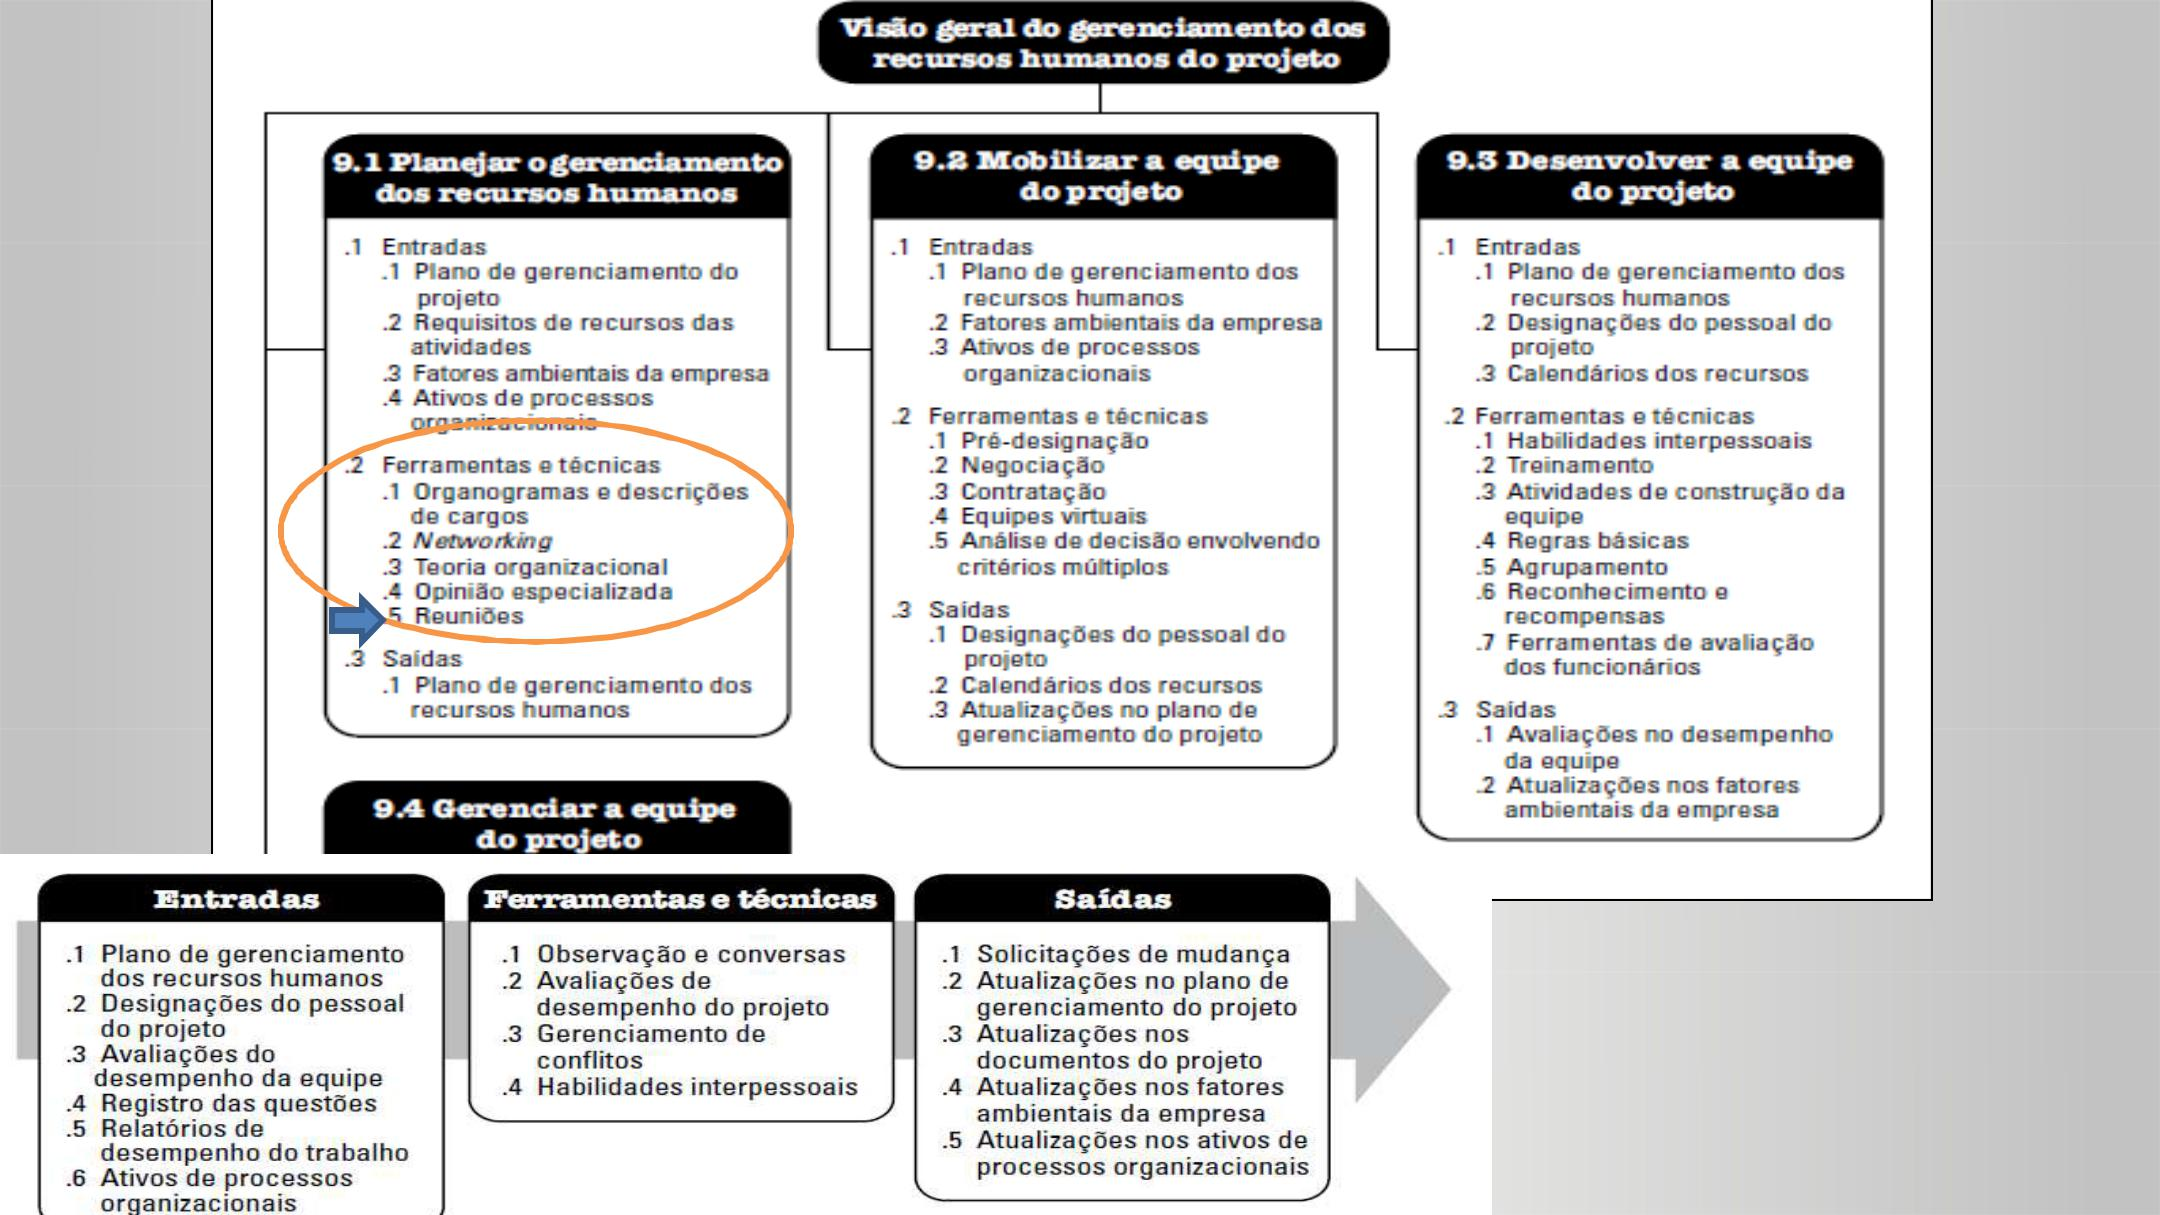 Visão geral do gerenciamento dos
recursos humanos do projeto
9.1 Planejar o gerenciamento
dos recursos humanos
.1 Entradas
.1 Plano de gerenciamento do
projeto
.2 Requisitos de recursos das
atividades
.3 Fatores ambientais da empresa
.4 Ativos de processos
organizacionais
.2 Ferramentas e técnicas
.1 Organogramas e descrições
de cargos
.2 Networking
.3 Teoria organizacional
.4 Opinião especializada
.5 Reuniões
.3 Saídas
.1 Plano de gerenciamento dos
recursos humanos
9.2 Mobilizar a equipe
do projeto
.1 Entradas
.1 Plano de gerenciamento dos
recursos humanos
.2 Fatores ambientais da empresa
.3 Ativos de processos
organizacionais
.2 Ferramentas e técnicas
.1 Pré-designação
.2 Negociação
.3 Contratação
.4 Equipes virtuais
.5 Análise de decisão envolvendo
critérios múltiplos
.3 Saídas
.1 Designações do pessoal do
projeto
.2 Calendários dos recursos
.3 Atualizações no plano de
gerenciamento do projeto
9.3 Desenvolver a equipe
do projeto
.1 Entradas
.1 Plano de gerenciamento dos
recursos humanos
.2 Designações do pessoal do
projeto
.3 Calendários dos recursos
.2 Ferramentas e técnicas
.1 Habilidades interpessoais
.2 Treinamento
.3 Atividades de construção da
equipe
.4 Regras básicas
.5 Agrupamento
.6 Reconhecimento e
recompensas
.7 Ferramentas de avaliação
dos funcionários
.3 Saídas
.1 Avaliações no desempenho
da equipe
.2 Atualizações nos fatores
ambientais da empresa
9.4 Gerenciar a equipe
do projeto
Entradas
.1 Plano de gerenciamento
dos recursos humanos
.2 Designações do pessoal
do projeto
.3 Avaliações do
desempenho da equipe
.4 Registro das questões
.5 Relatórios de
desempenho do trabalho
.6 Ativos de processos
organizacionais
Ferramentas e técnicas
.1 Observação e conversas
.2 Avaliações de
desempenho do projeto
.3 Gerenciamento de
conflitos
.4 Habilidades interpessoais
Saídas
.1 Solicitações de mudança
.2 Atualizações no plano de
gerenciamento do projeto
.3 Atualizações nos
documentos do projeto
.4 Atualizações nos fatores
ambientais da empresa
.5 Atualizações nos ativos de
processos organizacionais